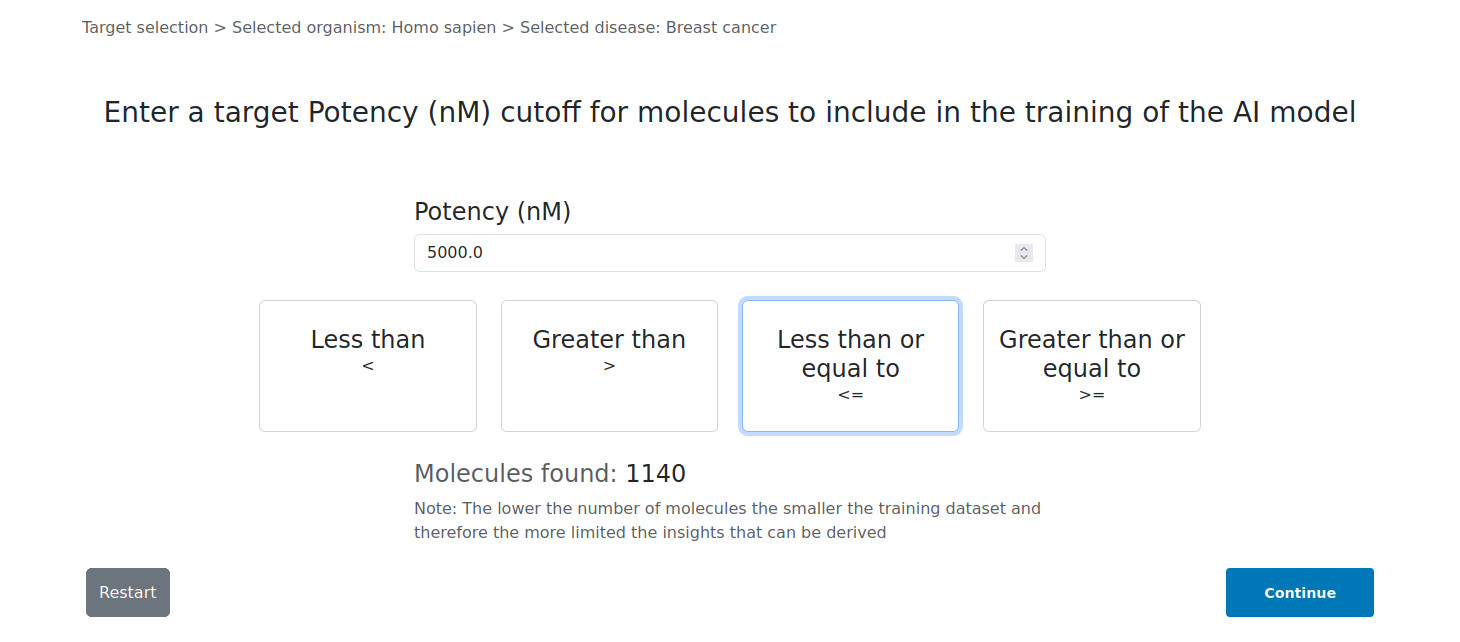 Target selection > Selected organism: Homo sapien > Selected disease: Breast cancer
Enter a target Potency (nM) cutoff for molecules to include in the training of the AI model
Potency (nM)
5000.0
Less than
<
Greater than
>
Less than or
equal to
<=
Greater than or
equal to
>=
Molecules found: 1140
Note: The lower the number of molecules the smaller the training dataset and
therefore the more limited the insights that can be derived
Restart
Continue